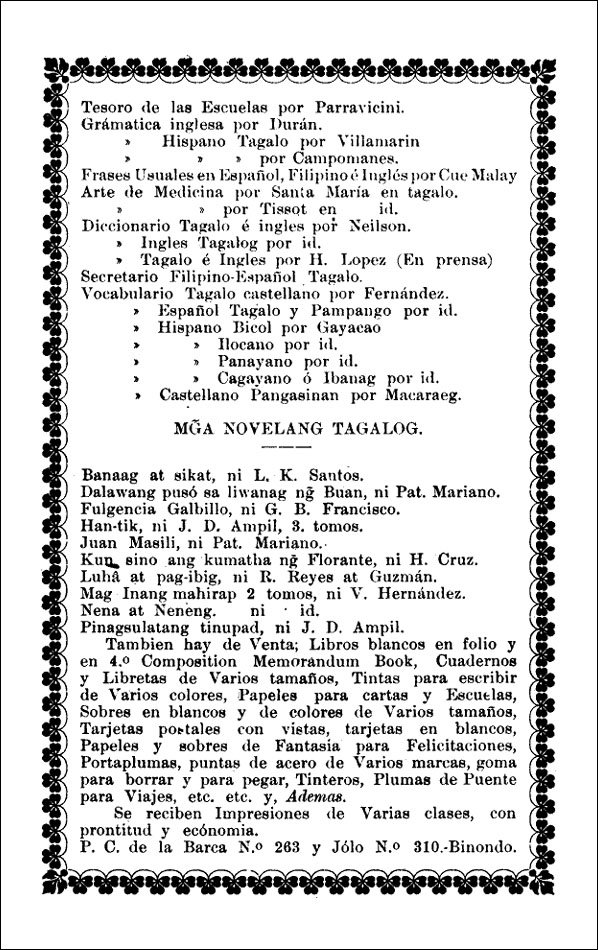 Tesoro de las Escuelas por Parravicini.
Grámatica inglesa por Durán.
» Hispano Tagalo por Villamarin
» » » por Campomanes.
Frases Usuales en Español, Filipino é Inglés por Cue Malay
Arte de Medicina por Santa María en tagalo.
» » por Tissot en id.
Diccionario Tagalo é ingles por Neilson.
» Ingles Tagalog por id.
» Tagalo é Ingles por H. Lopez (En prensa)
Secretario Filipino-Español Tagalo.
Vocabulario Tagalo castellano por Fernández.
» Español Tagalo y Pampango por id.
» Hispano Bicol por Gayacao
» » Ilocano por id.
» » Panayano por id.
» » Cagayano ó Ibanag por id.
» Castellano Pangasinan por Macaraeg.
MG̃A NOVELANG TAGALOG.
Banaag at sikat, ni L. K. Santos.
Dalawang pusó sa liwanag ng̃ Buan, ni Pat. Mariano.
Fulgencia Galbillo, ni G. B. Francisco.
Han-tik, ni J. D. Ampil, 3. tomos.
Juan Masili, ni Pat. Mariano.
Kun sino ang kumatha ng̃ Florante, ni H. Cruz.
Luhâ at pag-ibig, ni R. Reyes at Guzmán.
Mag Inang mahirap 2 tomos, ni V. Hernández.
Nena at Neneng. ni id.
Pinagsulatang tinupad, ni J. D. Ampil.
Tambien hay de Venta; Libros blancos en folio y
en 4.º Composition Memorándum Book, Cuadernos
y Libretas de Varios tamaños, Tintas para escribir
de Varios colores, Papeles para cartas y Escuelas,
Sobres en blancos y de colores de Varios tamaños,
Tarjetas postales con vistas, tarjetas en blancos,
Papeles y sobres de Fantasía para Felicitaciones,
Portaplumas, puntas de acero de Varios marcas, goma
para borrar y para pegar, Tinteros, Plumas de Puente
para Viajes, etc. etc. y, Ademas.
Se reciben Impresiones de Varias clases, con
prontitud y ecónomia.
P. C. de la Barca N.º 263 y Jólo N.º 310.-Binondo.